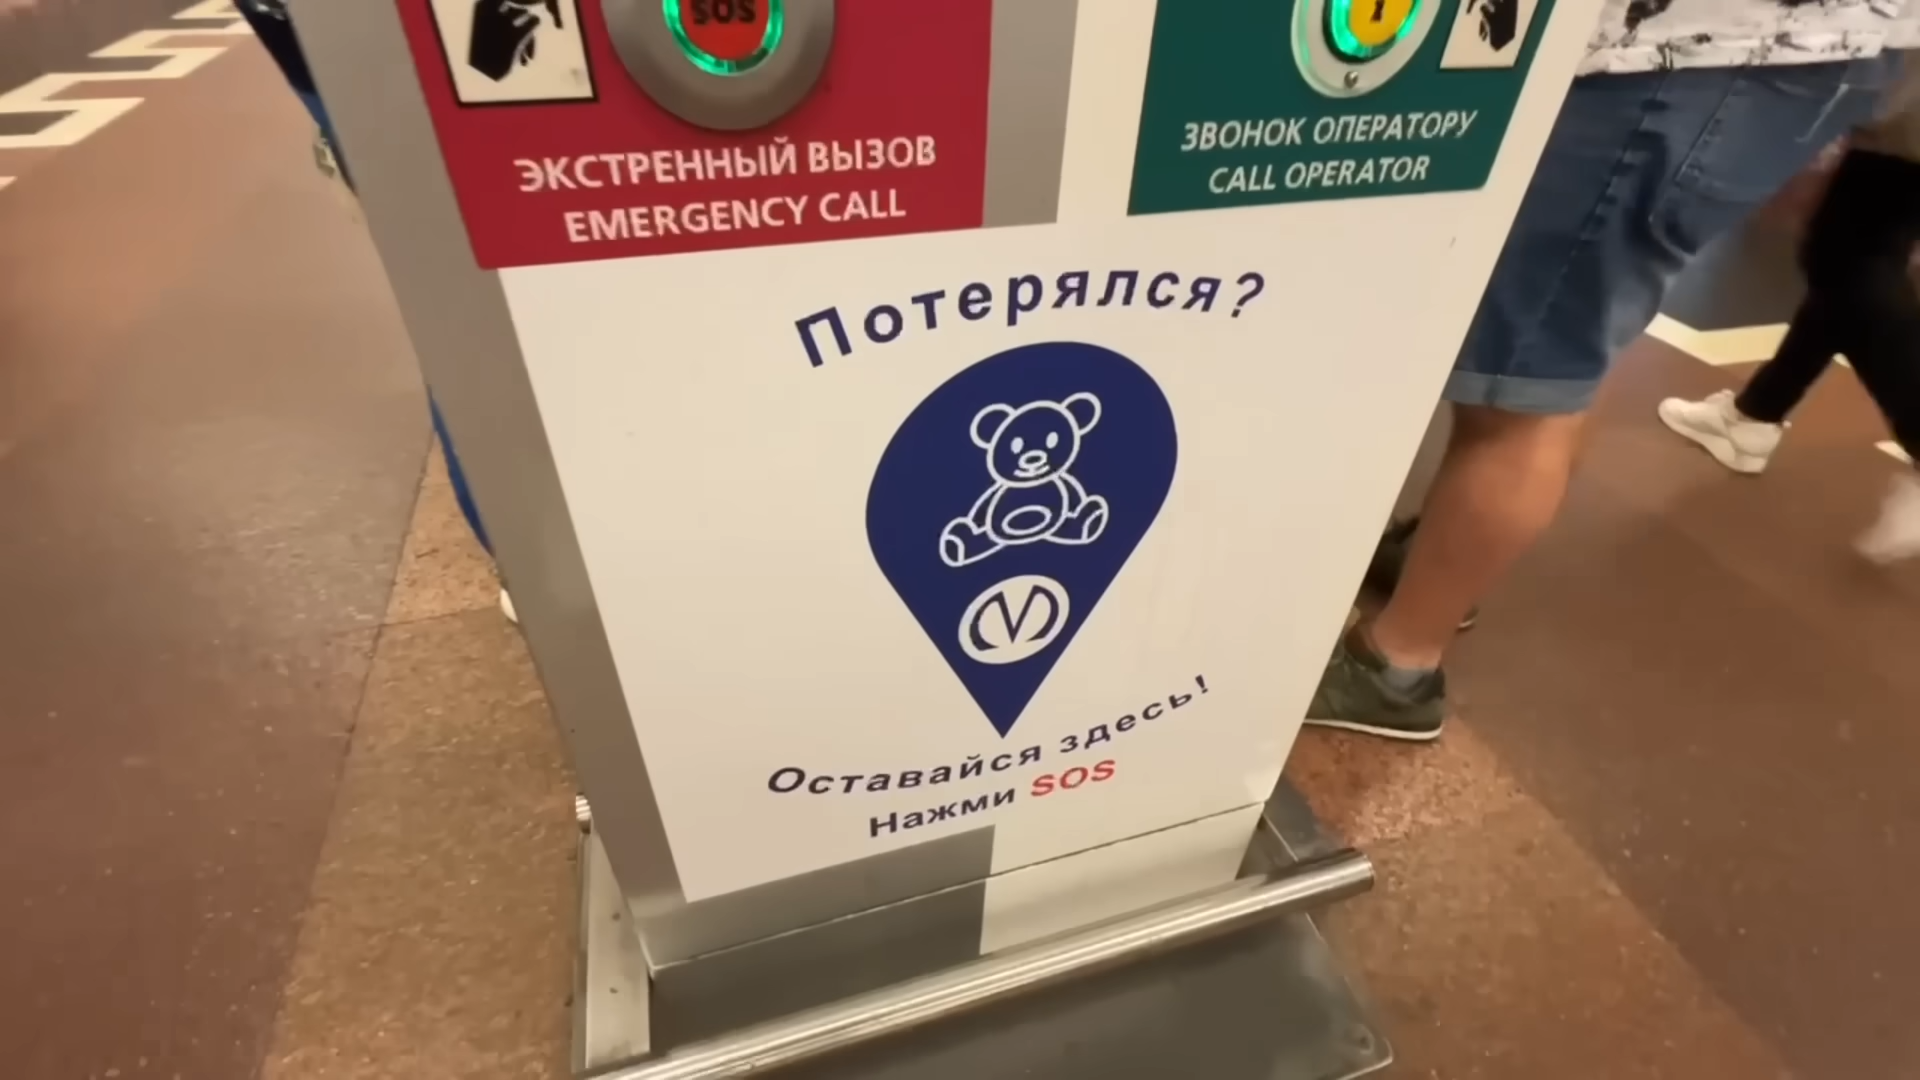 SOS
ЭКСТРЕННЫЙ ВЫЗОВ
EMERGENCY CALL
ЗВОНОК ОПЕРАТОРУ
CALL OPERATOR
Потерялся?
Оставайся здесь!
Нажми SOS